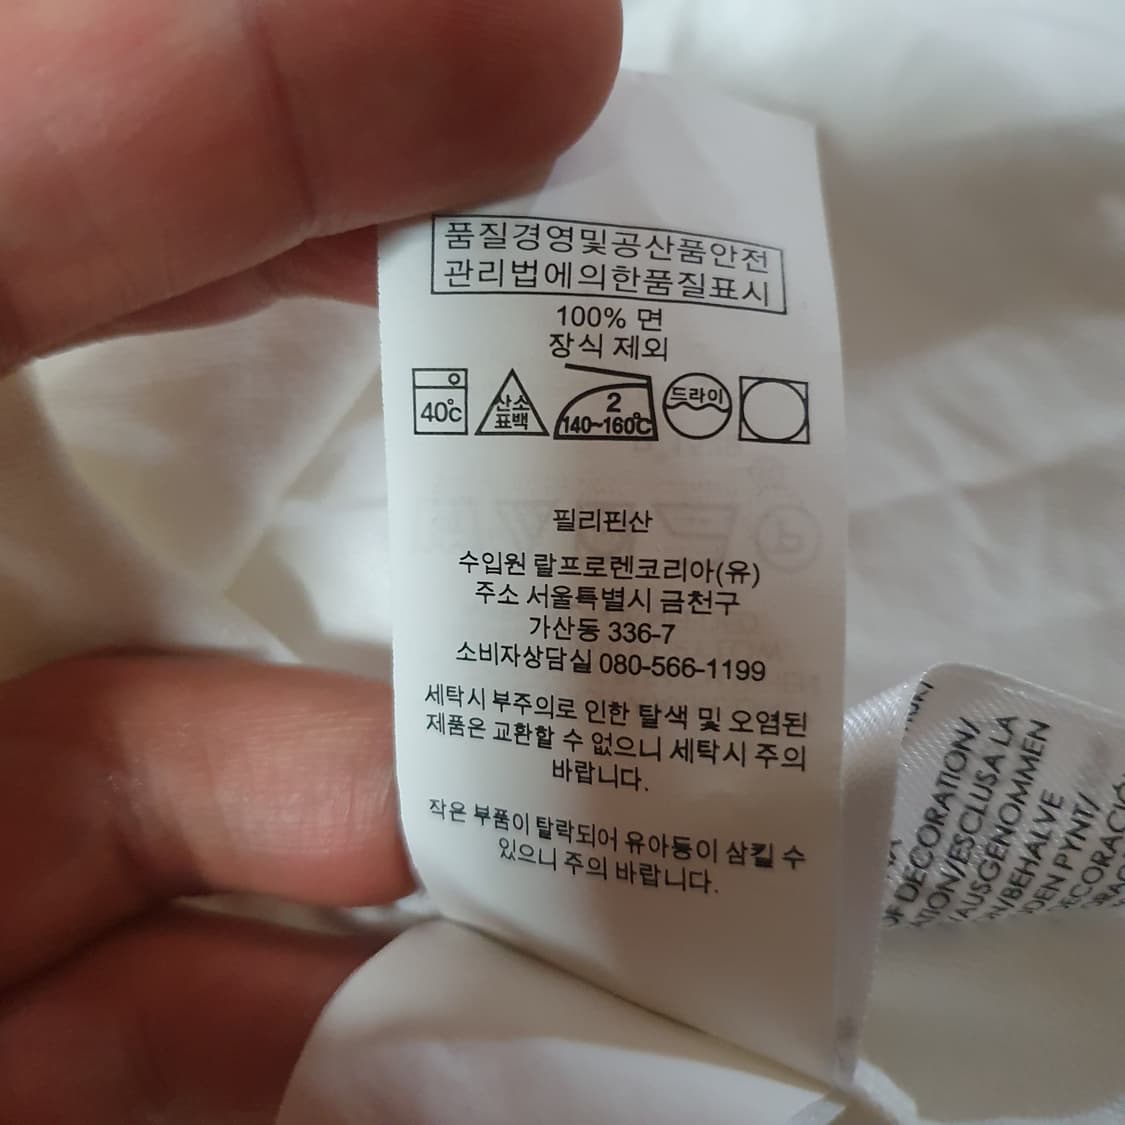 품질경영및공산품안전
관리법에의한품질표시
100% 면
장식 제외
40℃
산소
표백
2
140~160℃
드라이
필리핀산
수입원 랄프로렌코리아(유)
주소 서울특별시 금천구
가산동 336-7
소비자상담실 080-566-1199
세탁시 부주의로 인한 탈색 및 오염된
제품은 교환할 수 없으니 세탁시 주의
바랍니다.
작은 부품이 탈락되어 유아등이 삼킬 수
있으니 주의 바랍니다.
OF DECORATION/
/ESCLUSA LA
AUSGENOMMEN
/BEHALVE
PYNT/